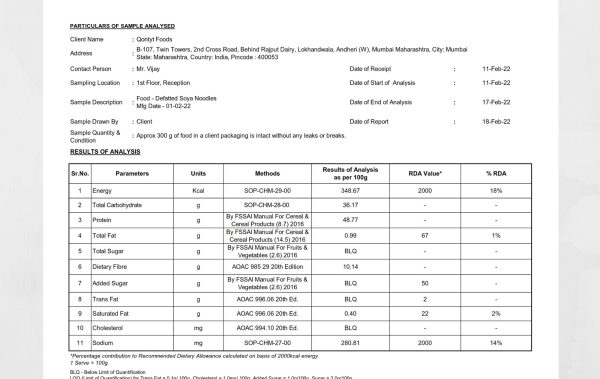 PARTICULARS OF SAMPLE ANALYSED
Client Name : Qontyt Foods
Address : B-107, Twin Towers, 2nd Cross Road, Behind Rajput Dairy, Lokhandwala, Andheri (W), Mumbai Maharashtra, City: Mumbai
State: Maharashtra, Country: India, Pincode : 400053
Contact Person : Mr. Vijay Date of Receipt : 11-Feb-22
Sampling Location : 1st Floor, Reception Date of Start of Analysis : 11-Feb-22
Sample Description : Food - Defatted Soya Noodles
Mfg Date - 01-02-22 Date of End of Analysis : 17-Feb-22
Sample Drawn By : Client Date of Report : 18-Feb-22
Sample Quantity &
Condition : Approx 300 g of food in a client packaging is intact without any leaks or breaks.
RESULTS OF ANALYSIS
Sr.No. Parameters Units Methods Results of Analysis as per 100g RDA Value* % RDA
1 Energy Kcal SOP-CHM-29-00 348.67 2000 18%
2 Total Carbohydrate g SOP-CHM-28-00 36.17 - -
3 Protein g By FSSAI Manual For Cereal & Cereal Products (8.7) 2016 48.77 - -
4 Total Fat g By FSSAI Manual For Cereal & Cereal Products (14.5) 2016 0.99 67 1%
5 Total Sugar g By FSSAI Manual For Fruits & Vegetables (2.6) 2016 BLQ - -
6 Dietary Fibre g AOAC 985 29 20th Edition 10.14 - -
7 Added Sugar g By FSSAI Manual For Fruits & Vegetables (2.6) 2016 BLQ 50 -
8 Trans Fat g AOAC 996.06 20th Ed. BLQ 2 -
9 Saturated Fat g AOAC 996.06 20th Ed. 0.40 22 2%
10 Cholesterol mg AOAC 994.10 20th Ed. BLQ - -
11 Sodium mg SOP-CHM-27-00 280.81 2000 14%
*Percentage contribution to Recommended Dietary Allowance calculated on basis of 2000kcal energy
1 Serve = 100g
BLQ - Below Limit of Quantification